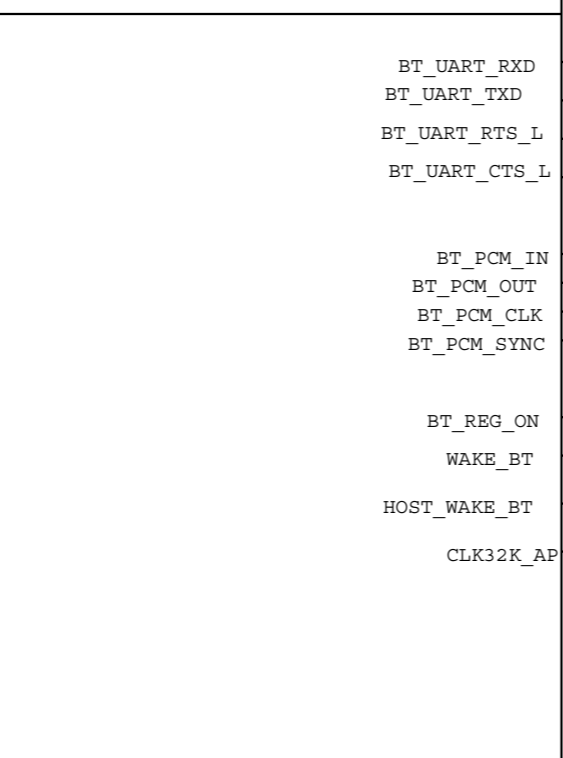 BT_UART_RXD
BT_UART_TXD
BT_UART_RTS_L
BT_UART_CTS_L
BT_PCM_IN
BT_PCM_OUT
BT_PCM_CLK
BT_PCM_SYNC
BT_REG_ON
WAKE_BT
HOST_WAKE_BT
CLK32K_AP